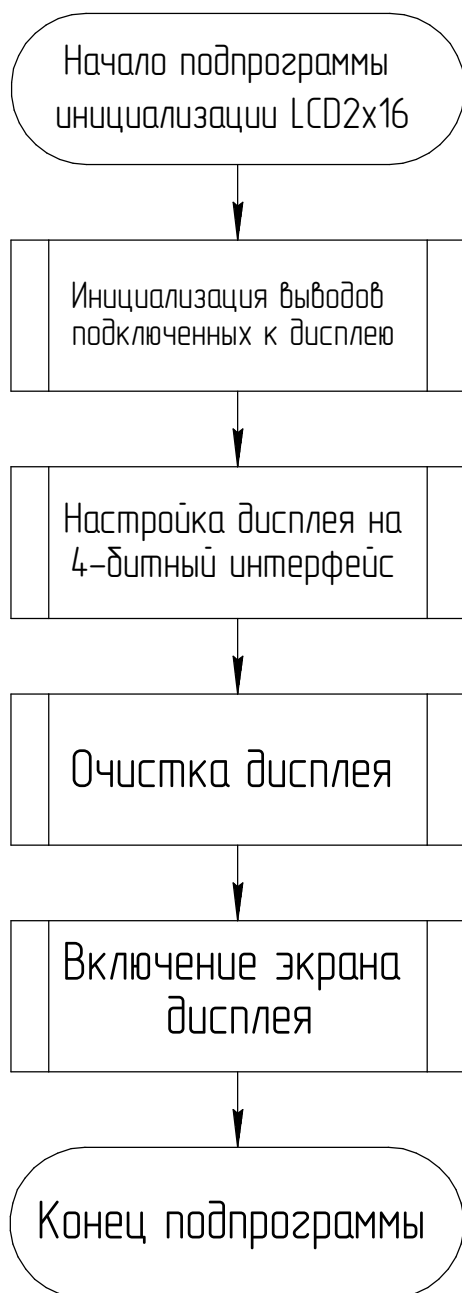 Начало подпрограммы
инициализации LCD2x16
Инициализация выводов
подключенных к дисплею
Настройка дисплея на
4-битный интерфейс
Очистка дисплея
Включение экрана
дисплея
Конец подпрограммы